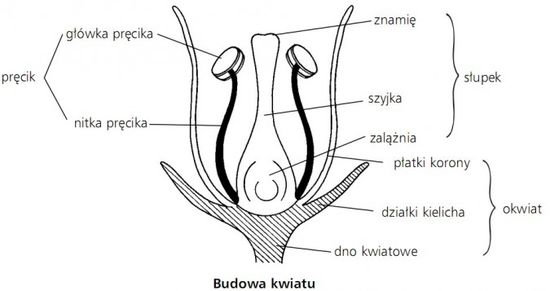 główka pręcika
pręcik
nitka pręcika
znamię
szyjka
słupek
zalążnia
płatki korony
działki kielicha
okwiat
dno kwiatowe
Budowa kwiatu